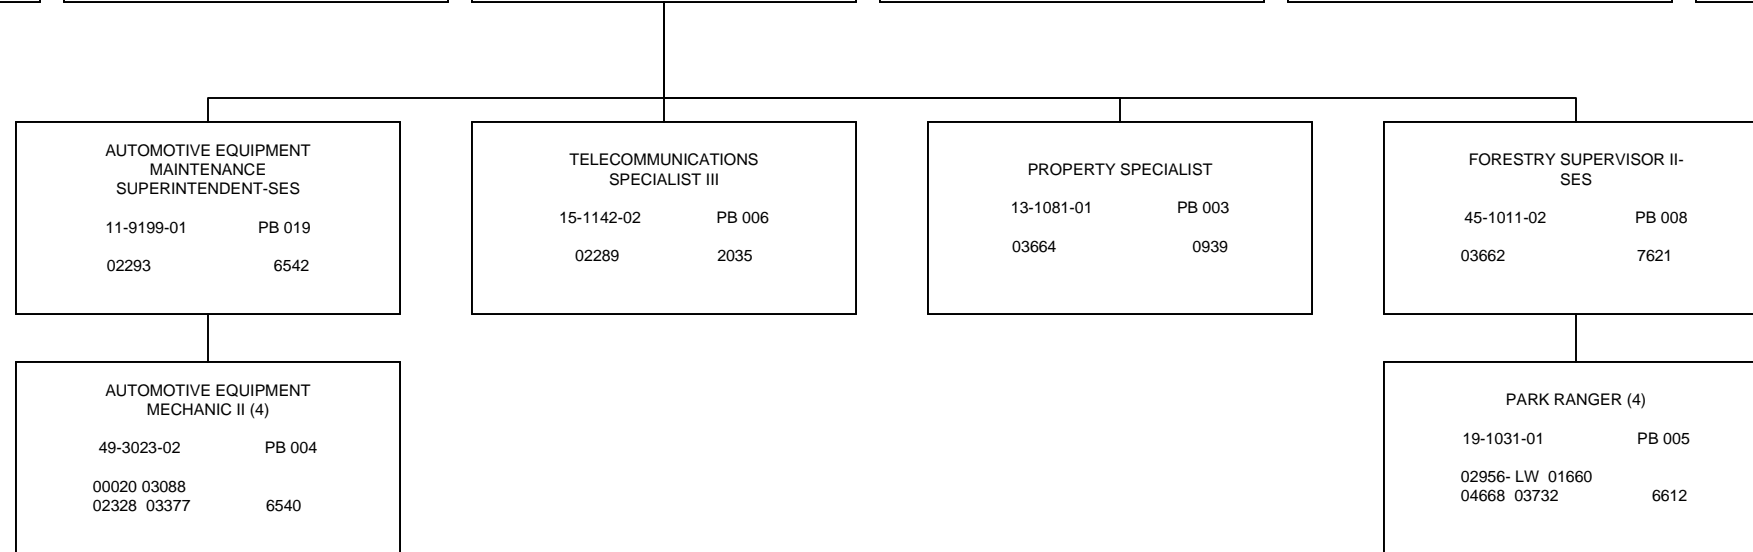 AUTOMOTIVE EQUIPMENT
MAINTENANCE
SUPERINTENDENT-SES
11-9199-01 PB 019
02293 6542
TELECOMMUNICATIONS
SPECIALIST III
15-1142-02 PB 006
02289 2035
PROPERTY SPECIALIST
13-1081-01 PB 003
03664 0939
FORESTRY SUPERVISOR II-
SES
45-1011-02 PB 008
03662 7621
AUTOMOTIVE EQUIPMENT
MECHANIC II (4)
49-3023-02 PB 004
00020 03088
02328 03377 6540
PARK RANGER (4)
19-1031-01 PB 005
02956- LW 01660
04668 03732 6612